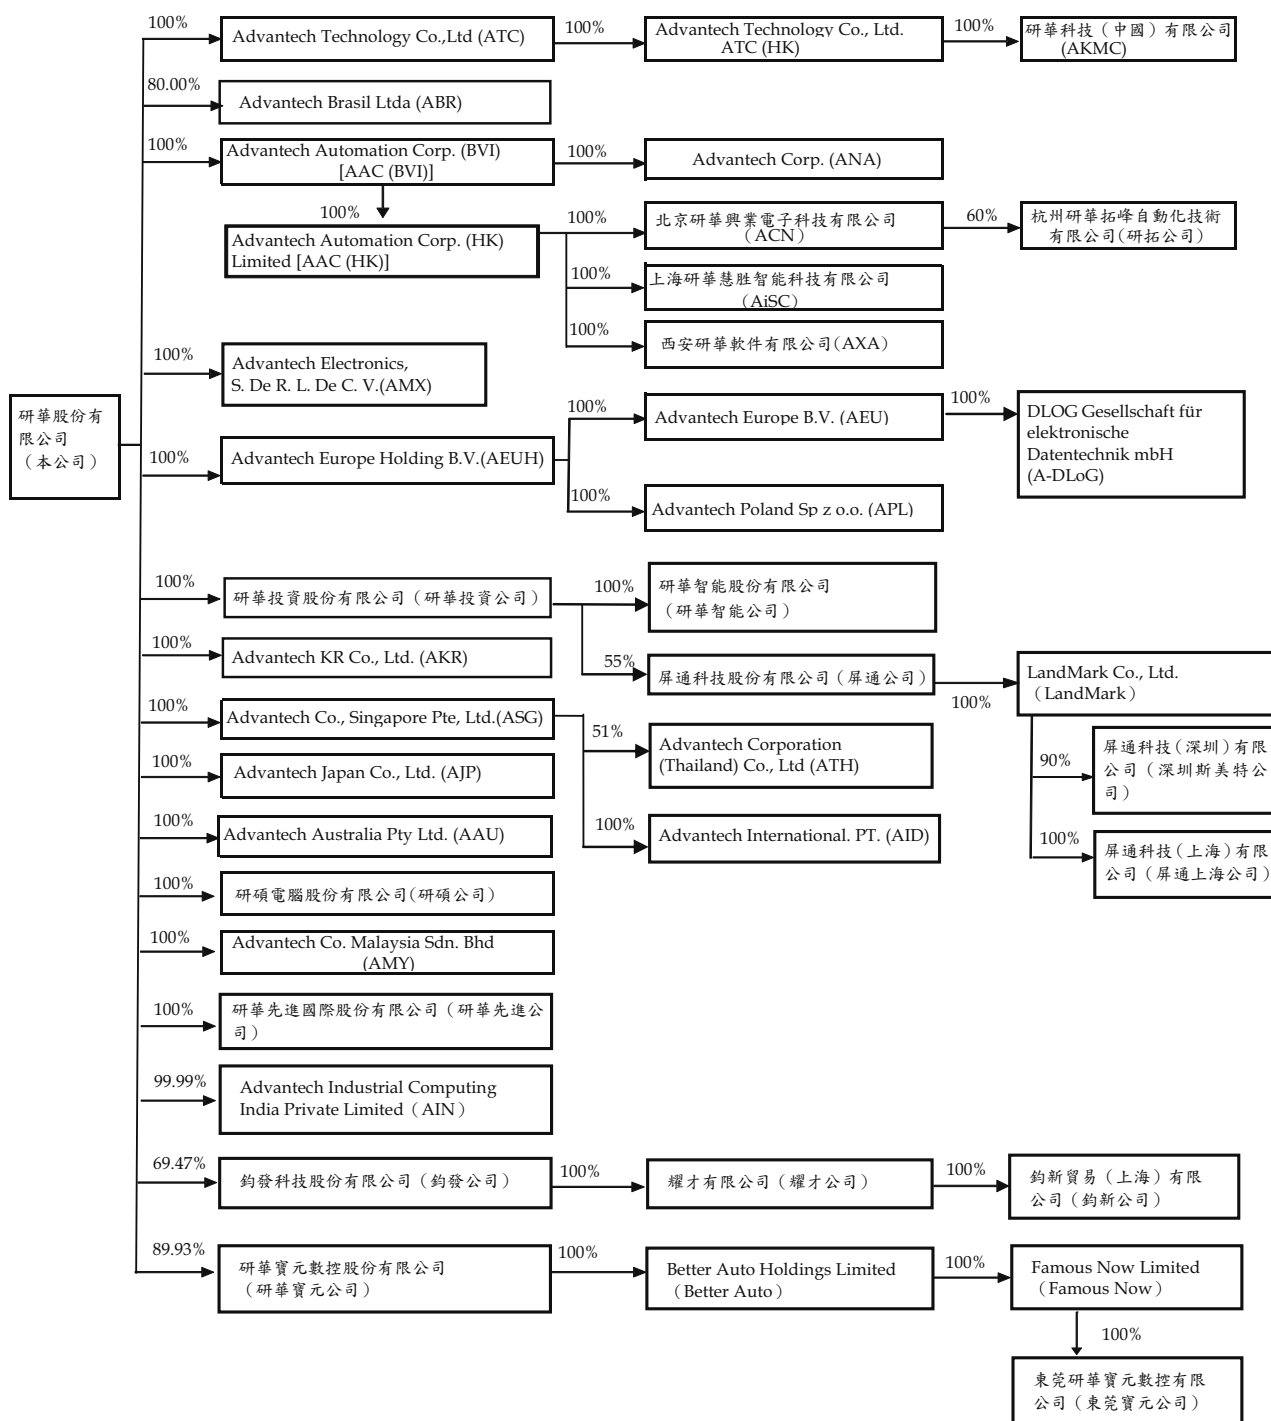 100%
Advantech Technology Co.,Ltd (ATC)
100%
Advantech Technology Co., Ltd.
ATC (HK)
100%
研華科技（中國）有限公司
(AKMC)
80.00%
Advantech Brasil Ltda (ABR)
100%
Advantech Automation Corp. (BVI)
[AAC (BVI)]
100%
Advantech Corp. (ANA)
100%
Advantech Automation Corp. (HK)
Limited [AAC (HK)]
100%
北京研華興業電子科技有限公司
(ACN)
60%
杭州研華拓峰自動化技術
有限公司(研拓公司)
100%
上海研華慧胜智能科技有限公司
(AiSC)
100%
西安研華軟件有限公司(AXA)
100%
Advantech Electronics,
S. De R. L. De C. V.(AMX)
研華股份有
限公司
（本公司）
100%
Advantech Europe Holding B.V.(AEUH)
100%
Advantech Europe B.V. (AEU)
100%
DLOG Gesellschaft für
elektronische
Datentechnik mbH
(A-DLoG)
100%
Advantech Poland Sp z o.o. (APL)
100%
研華投資股份有限公司（研華投資公司）
100%
研華智能股份有限公司
（研華智能公司）
100%
Advantech KR Co., Ltd. (AKR)
55%
屏通科技股份有限公司（屏通公司）
100%
LandMark Co., Ltd.
（LandMark）
100%
Advantech Co., Singapore Pte, Ltd.(ASG)
51%
Advantech Corporation
(Thailand) Co., Ltd (ATH)
90%
屏通科技（深圳）有限
公司（深圳斯美特公
司）
100%
Advantech Japan Co., Ltd. (AJP)
100%
Advantech Australia Pty Ltd. (AAU)
100%
Advantech International. PT. (AID)
100%
屏通科技（上海）有限
公司（屏通上海公司）
100%
研碩電腦股份有限公司(研碩公司)
100%
Advantech Co. Malaysia Sdn. Bhd
(AMY)
100%
研華先進國際股份有限公司（研華先進公
司）
99.99%
Advantech Industrial Computing
India Private Limited（AIN）
69.47%
鈞發科技股份有限公司（鈞發公司）
100%
耀才有限公司（耀才公司）
100%
鈞新貿易（上海）有限
公司（鈞新公司）
89.93%
研華寶元數控股份有限公司
（研華寶元公司）
100%
Better Auto Holdings Limited
（Better Auto）
100%
Famous Now Limited
（Famous Now）
100%
東莞研華寶元數控有限
公司（東莞寶元公司）